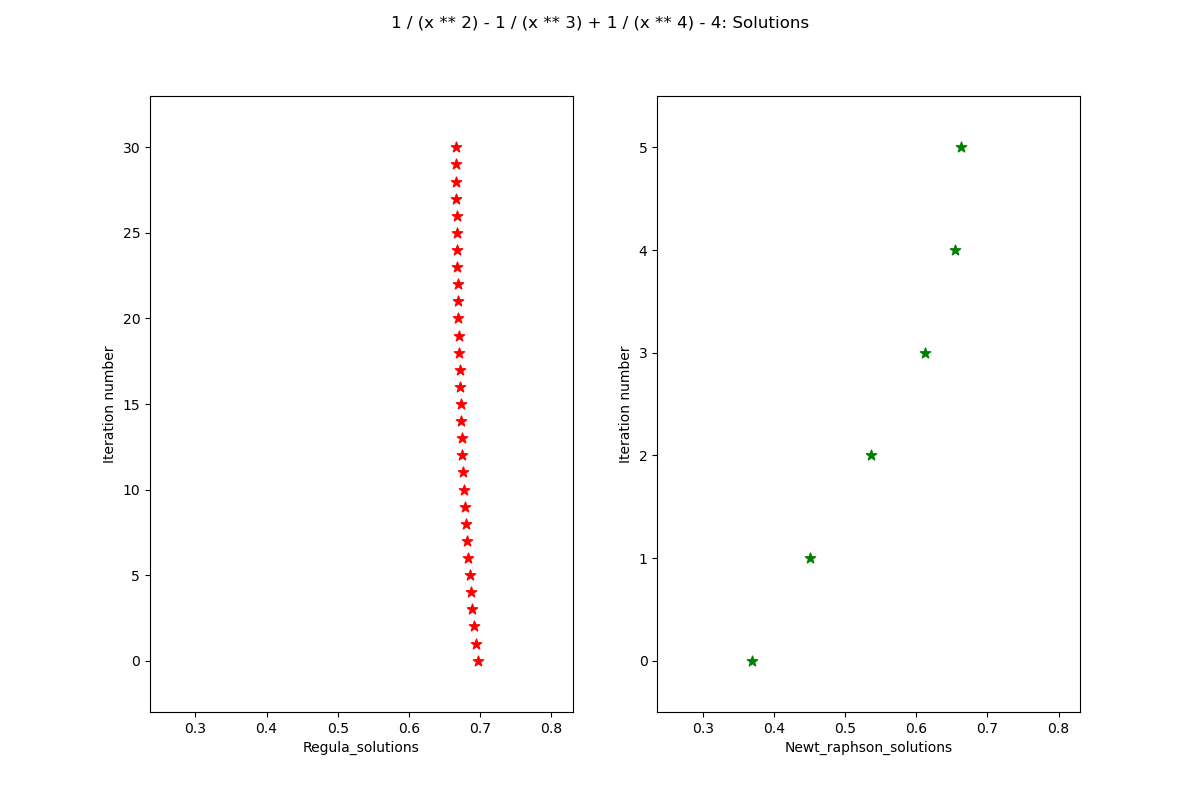 1 / (x ** 2) - 1 / (x ** 3) + 1 / (x ** 4) - 4: Solutions
Iteration number
30
25
20
15
10
5
0
0.3 0.4 0.5 0.6 0.7 0.8
Regula_solutions
Iteration number
5
4
3
2
1
0
0.3 0.4 0.5 0.6 0.7 0.8
Newt_raphson_solutions